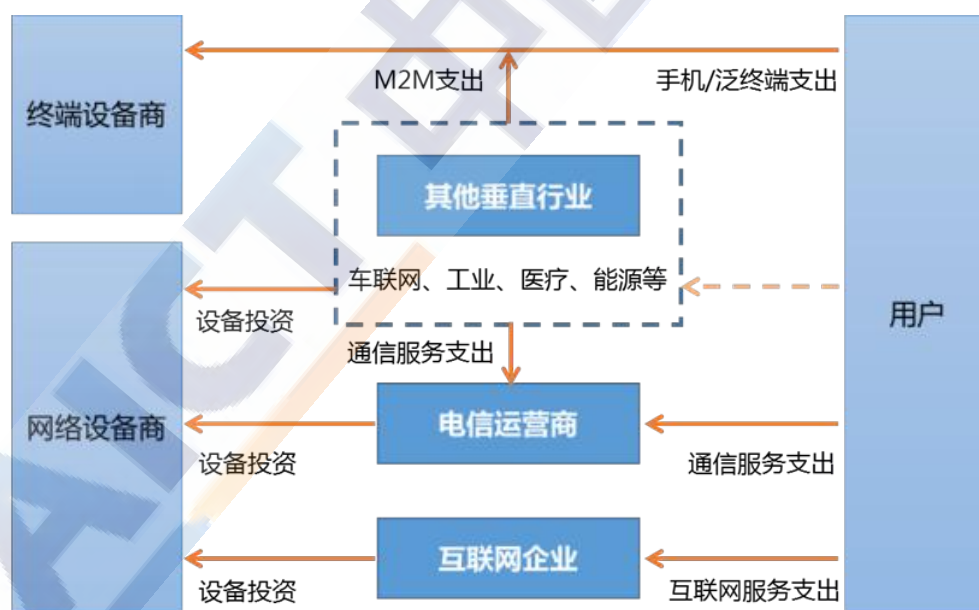 终端设备商
M2M支出
手机/泛终端支出
其他垂直行业
车联网、工业、医疗、能源等
设备投资
用户
通信服务支出
网络设备商
电信运营商
设备投资
通信服务支出
互联网企业
设备投资
互联网服务支出